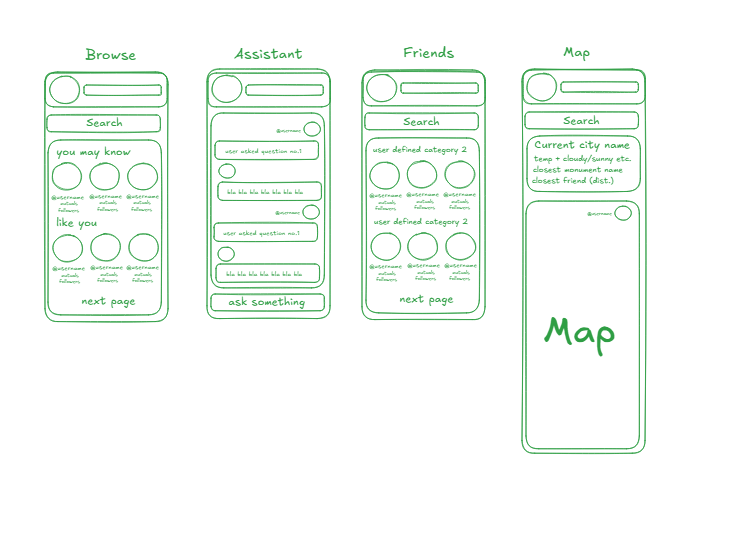 Browse
Search
you may know
@username @username @username
mutuals mutuals mutuals
followers followers followers
like you
@username @username @username
mutuals mutuals mutuals
followers followers followers
next page
Assistant
@username
user asked question no.1
bla bla bla bla bla bla bla
@username
user asked question no.1
bla bla bla bla bla bla bla
ask something
Friends
Search
user defined category 2
@username @username @username
mutuals mutuals mutuals
followers followers followers
user defined category 2
@username @username @username
mutuals mutuals mutuals
followers followers followers
next page
Map
Search
Current city name
temp + cloudy/sunny etc.
closest monument name
closest friend (dist.)
@username
Map